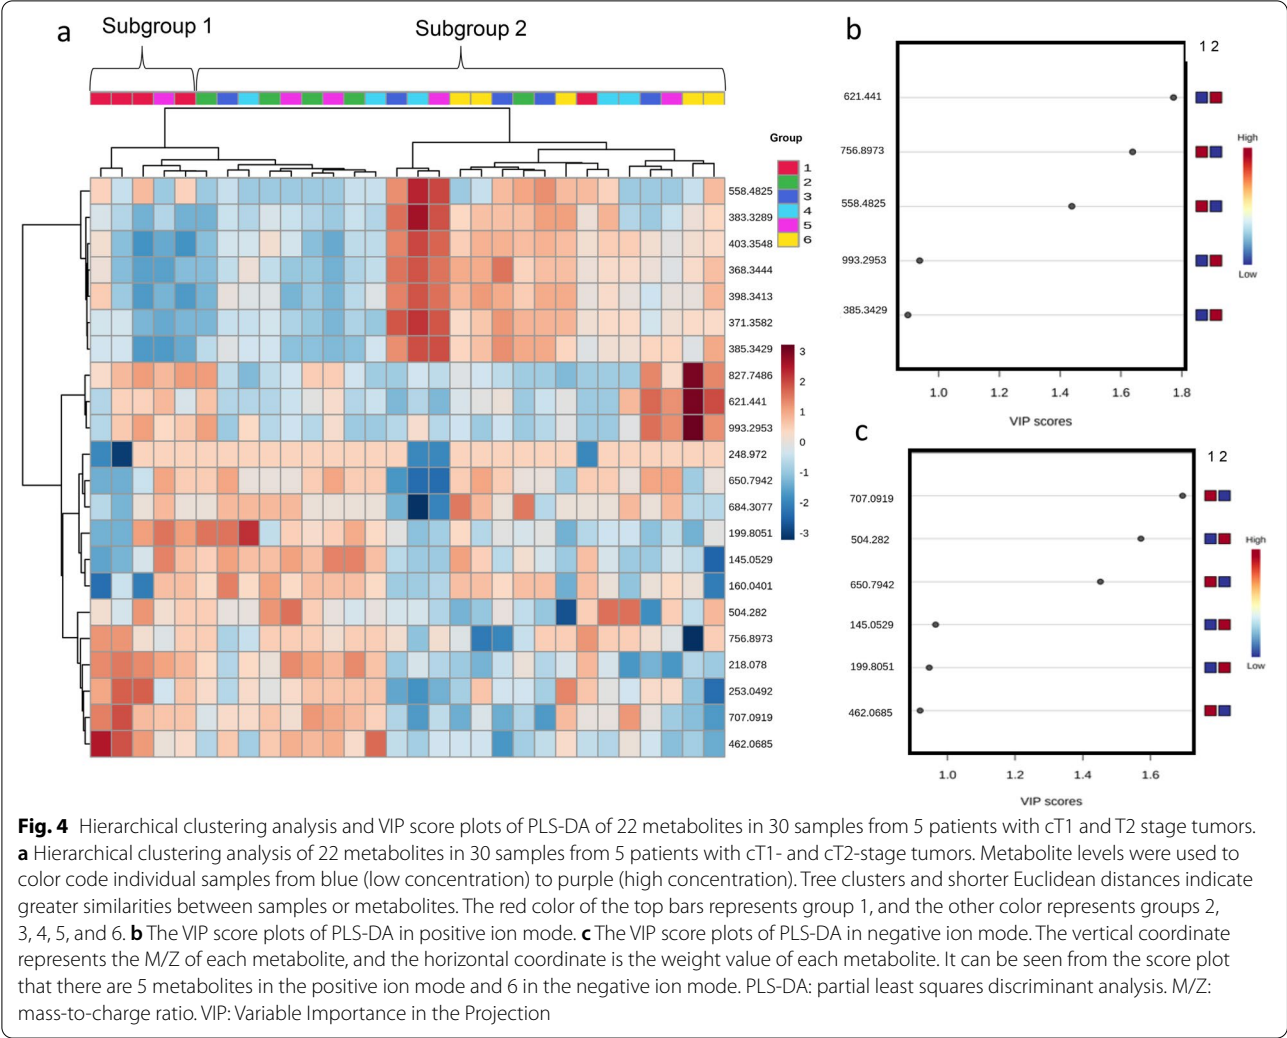 a
Subgroup 1
Subgroup 2
Group
1
2
3
4
5
6
558.4825
383.3289
403.3548
368.3444
398.3413
371.3582
385.3429
827.7486
621.441
993.2953
248.972
650.7942
684.3077
199.8051
145.0529
160.0401
504.282
756.8973
218.078
253.0492
707.0919
462.0685
3
2
1
0
-1
-2
-3
b
1 2
621.441
756.8973
558.4825
993.2953
385.3429
High
Low
1.0 1.2 1.4 1.6 1.8
VIP scores
c
1 2
707.0919
504.282
650.7942
145.0529
199.8051
462.0685
High
Low
1.0 1.2 1.4 1.6
VIP scores
Fig. 4 Hierarchical clustering analysis and VIP score plots of PLS-DA of 22 metabolites in 30 samples from 5 patients with cT1 and T2 stage tumors.
a Hierarchical clustering analysis of 22 metabolites in 30 samples from 5 patients with cT1- and cT2-stage tumors. Metabolite levels were used to
color code individual samples from blue (low concentration) to purple (high concentration). Tree clusters and shorter Euclidean distances indicate
greater similarities between samples or metabolites. The red color of the top bars represents group 1, and the other color represents groups 2,
3, 4, 5, and 6. b The VIP score plots of PLS-DA in positive ion mode. c The VIP score plots of PLS-DA in negative ion mode. The vertical coordinate
represents the M/Z of each metabolite, and the horizontal coordinate is the weight value of each metabolite. It can be seen from the score plot
that there are 5 metabolites in the positive ion mode and 6 in the negative ion mode. PLS-DA: partial least squares discriminant analysis. M/Z:
mass-to-charge ratio. VIP: Variable Importance in the Projection